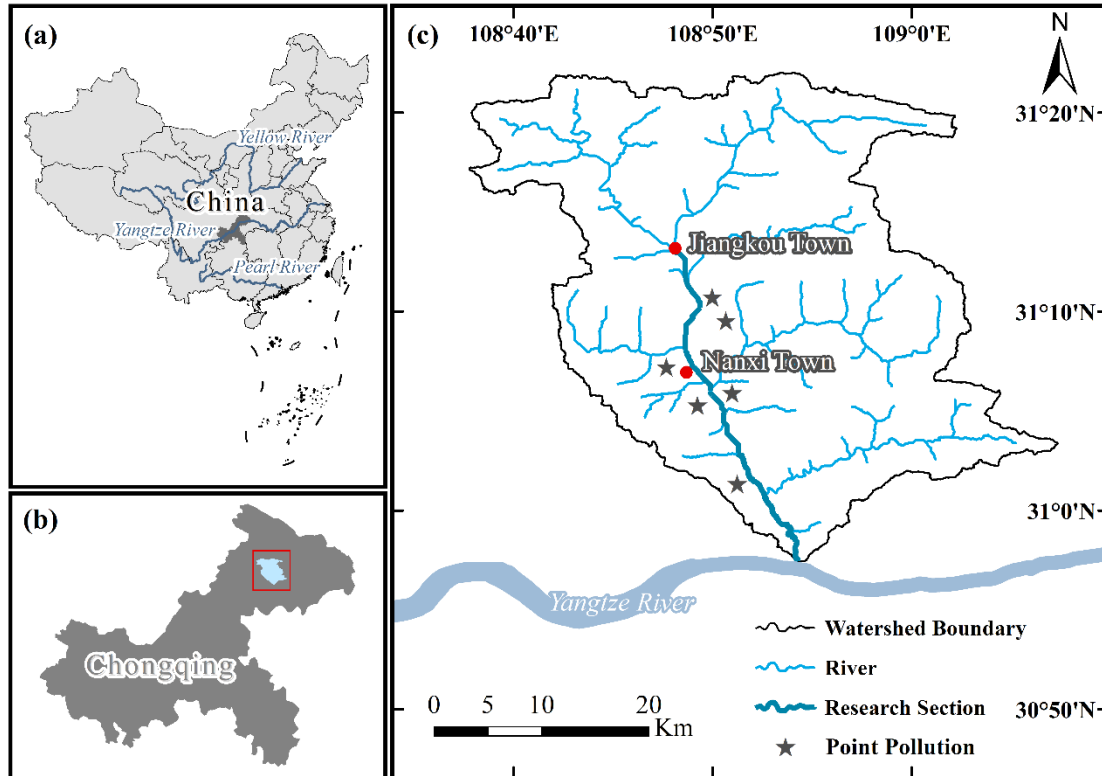 (a)
Yellow River
China
Yangtze River
Pearl River
(b)
Chongqing
(c)
108°40'E
108°50'E
109°0'E
N
31°20'N
31°10'N
31°0'N
30°50'N
Jiangkou Town
Nanxi Town
Yangtze River
Watershed Boundary
River
Research Section
Point Pollution
0 5 10 20
Km